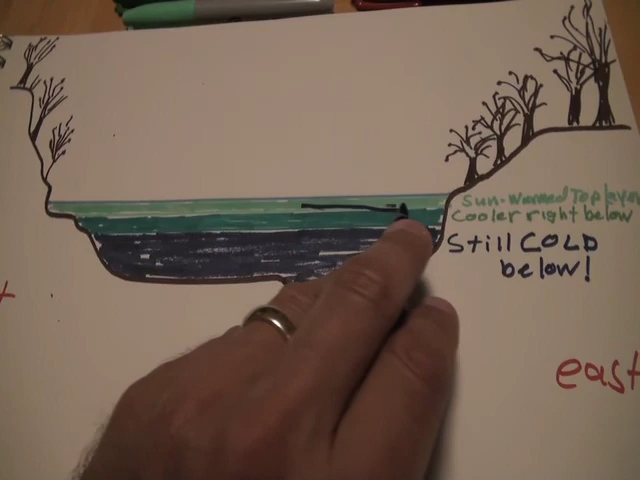 Sun-Warmed Top layer
Cooler right below
Still COLD
below!
east